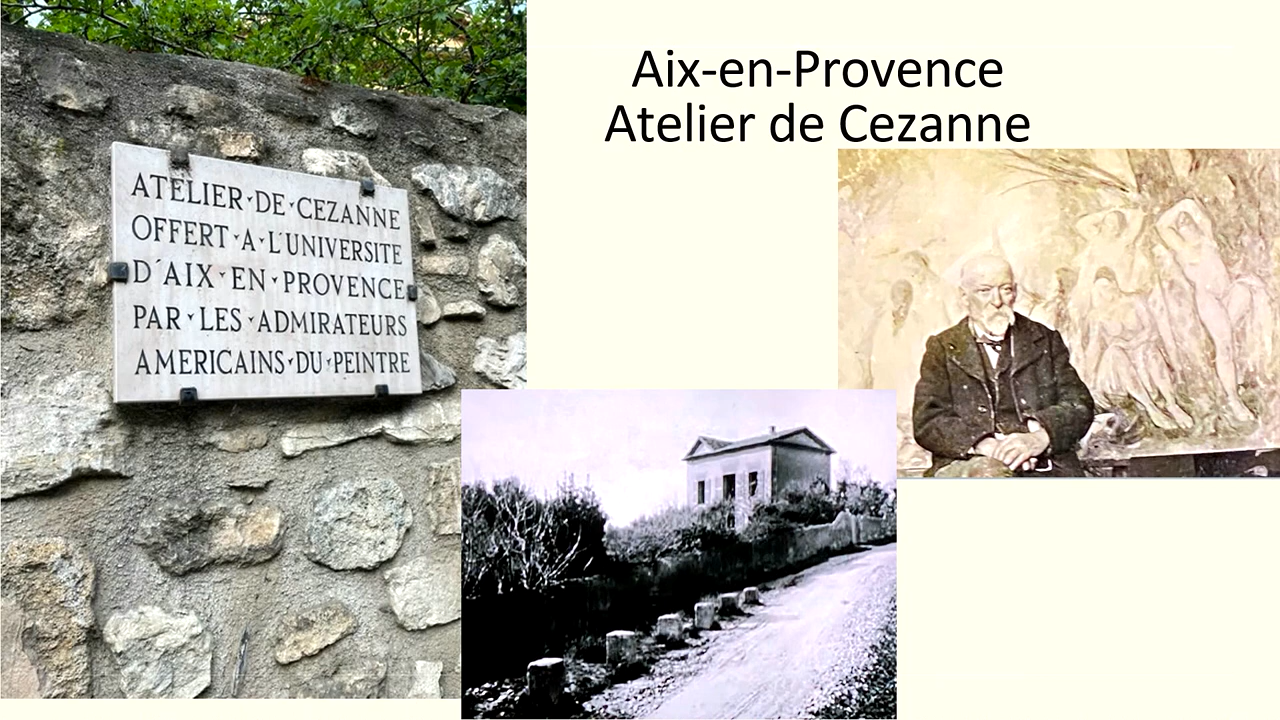 Aix-en-Provence
Atelier de Cezanne
ATELIER·DE·CEZANNE
OFFERT·A·L'UNIVERSITE
D'AIX·EN·PROVENCE
PAR·LES·ADMIRATEURS
AMERICAINS·DU·PEINTRE